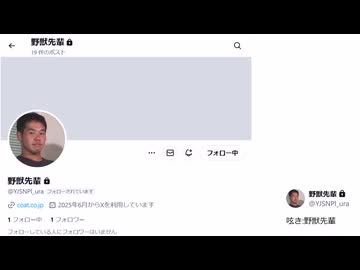 野獣先輩
19 件のポスト
フォロー中
野獣先輩
@YJSNPI_ura フォローされています
coat.co.jp 2025年6月からXを利用しています
1 フォロー中 1 フォロワー
フォローしている人にフォロワーはいません
野獣先輩
@YJSNPI_ura
呟き:野獣先輩